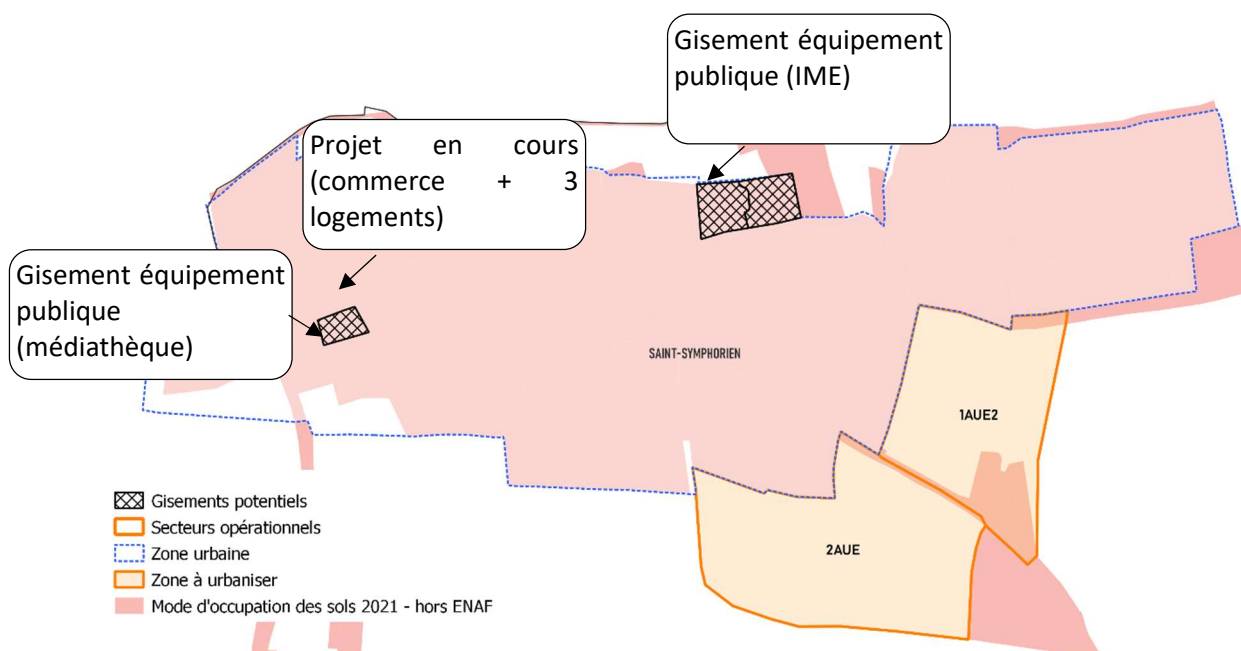 Gisement équipement
publique (IME)
Projet en cours
(commerce + 3
logements)
Gisement équipement
publique
(médiathèque)
SAINT-SYMPHORIEN
1AUE2
2AUE
Gisements potentiels
Secteurs opérationnels
Zone urbaine
Zone à urbaniser
Mode d'occupation des sols 2021 - hors ENAF